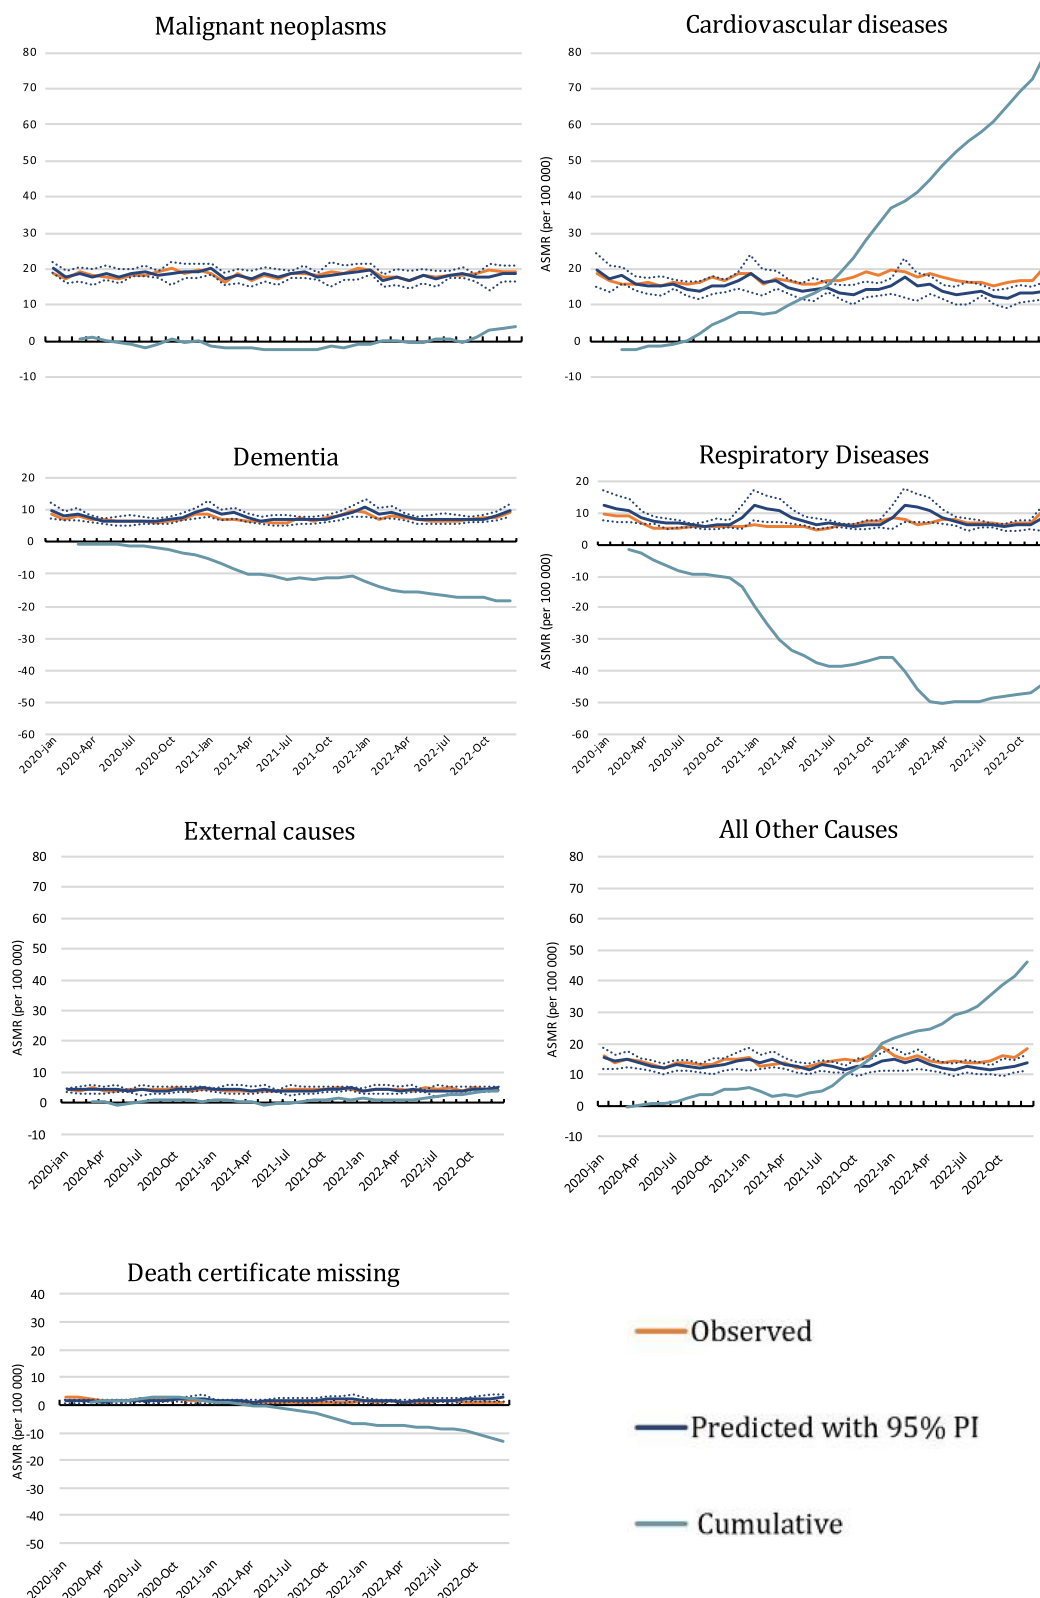 Malignant neoplasms
80
70
60
50
40
30
20
10
0
-10
Cardiovascular diseases
ASMR (per 100 000)
80
70
60
50
40
30
20
10
0
-10
Dementia
20
10
0
-10
-20
-30
-40
-50
-60
2020-jan
2020-Apr
2020-Jul
2020-Oct
2021-Jan
2021-Apr
2021-Jul
2021-Oct
2022-Jan
2022-Apr
2022-Jul
2022-Oct
Respiratory Diseases
ASMR (per 100 000)
20
10
0
-10
-20
-30
-40
-50
-60
2020-jan
2020-Apr
2020-Jul
2020-Oct
2021-Jan
2021-Apr
2021-Jul
2021-Oct
2022-Jan
2022-Apr
2022-jul
2022-Oct
External causes
ASMR (per 100 000)
80
70
60
50
40
30
20
10
0
-10
2020-jan
2020-Apr
2020-Jul
2020-Oct
2021-Jan
2021-Apr
2021-Jul
2021-Oct
2022-Jan
2022-Apr
2022-jul
2022-Oct
All Other Causes
ASMR (per 100 000)
80
70
60
50
40
30
20
10
0
-10
2020-jan
2020-Apr
2020-Jul
2020-Oct
2021-Jan
2021-Apr
2021-Jul
2021-Oct
2022-Jan
2022-Apr
2022-jul
2022-Oct
Death certificate missing
ASMR (per 100 000)
40
30
20
10
0
-10
-20
-30
-40
-50
2020-jan
2020-Apr
2020-Jul
2020-Oct
2021-Jan
2021-Apr
2021-Jul
2021-Oct
2022-Jan
2022-Apr
2022-jul
2022-Oct
Observed
Predicted with 95% PI
Cumulative